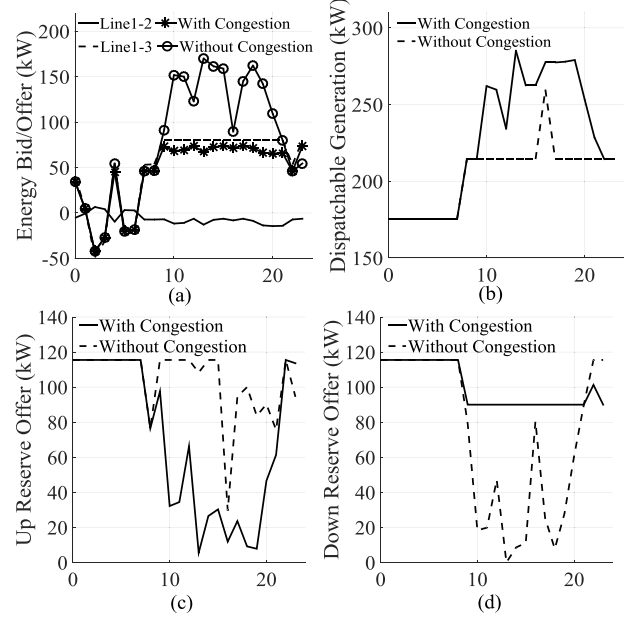 Energy Bid/Offer (kW)
200
150
100
50
0
-50
Line1-2 With Congestion
Line1-3 Without Congestion
0 10 20
(a)
Dispatchable Generation (kW)
300
250
200
150
With Congestion
Without Congestion
0 10 20
(b)
Up Reserve Offer (kW)
140
120
100
80
60
40
20
0
With Congestion
Without Congestion
0 10 20
(c)
Down Reserve Offer (kW)
140
120
100
80
60
40
20
0
With Congestion
Without Congestion
0 10 20
(d)